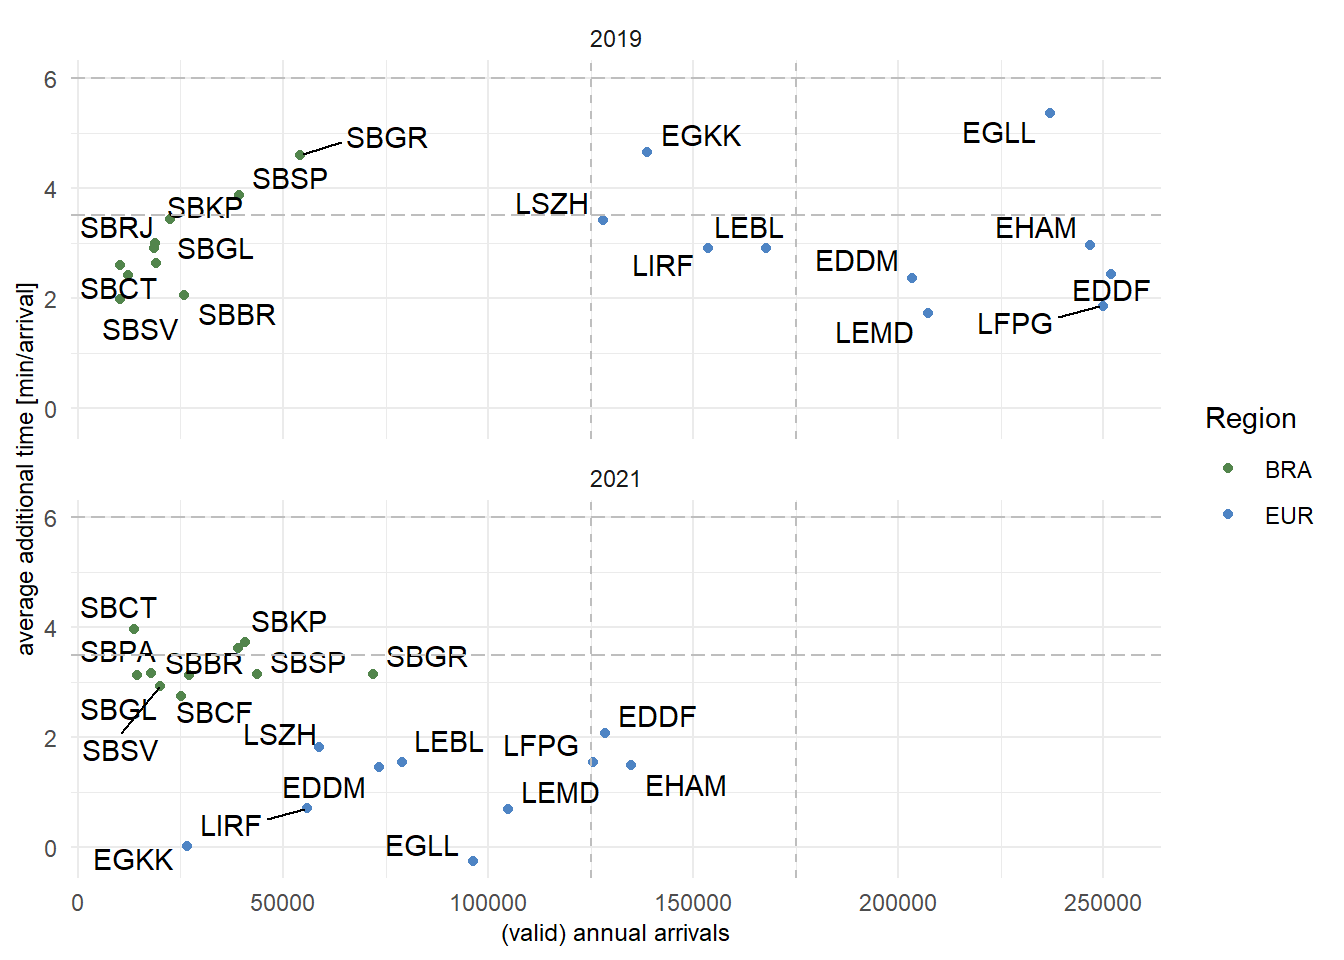 2019
6
4
2
0
SBGR
SBSP
SBKP
SBRJ
SBGL
SBCT
SBSV
SBBR
EGKK
EGLL
LSZH
LEBL
LIRF
EHAM
EDDM
EDDF
LFPG
LEMD
average additional time [min/arrival]
Region
BRA
EUR
2021
6
4
2
0
SBCT
SBKP
SBPA
SBBR
SBSP
SBGR
SBGL
SBCF
SBSV
LSZH
LEBL
LFPG
EDDF
EDDM
LEMD
EHAM
LIRF
EGLL
EGKK
0
50000
100000
150000
200000
250000
(valid) annual arrivals